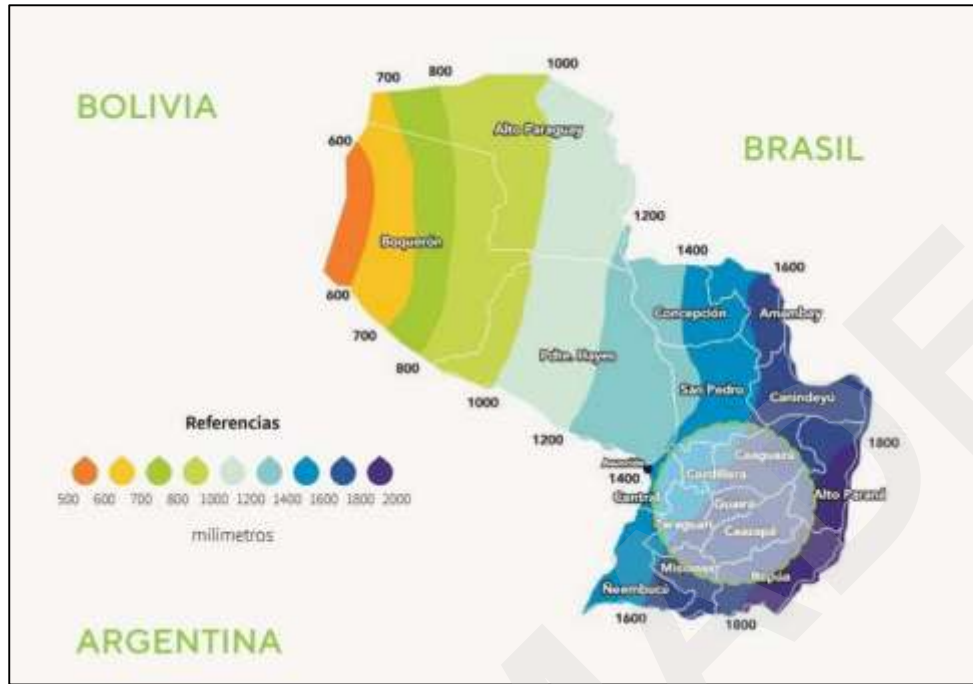 1000
800
700
BOLIVIA
Alto Paraguay
600
BRASIL
1200
Boquerón
1400
1600
600
Concepción
Amambay
700
Pdte. Hayes
800
San Pedro
Canindeyú
1000
Referencias
1200
1800
Caaguazú
Asunción
Cordillera
1400
Central
Alto Paraná
500 600 700 800 1000 1200 1400 1600 1800 2000
Guairá
Paraguarí
Caazapá
milímetros
Misiones
Itapúa
Ñeembucú
1600
1800
ARGENTINA